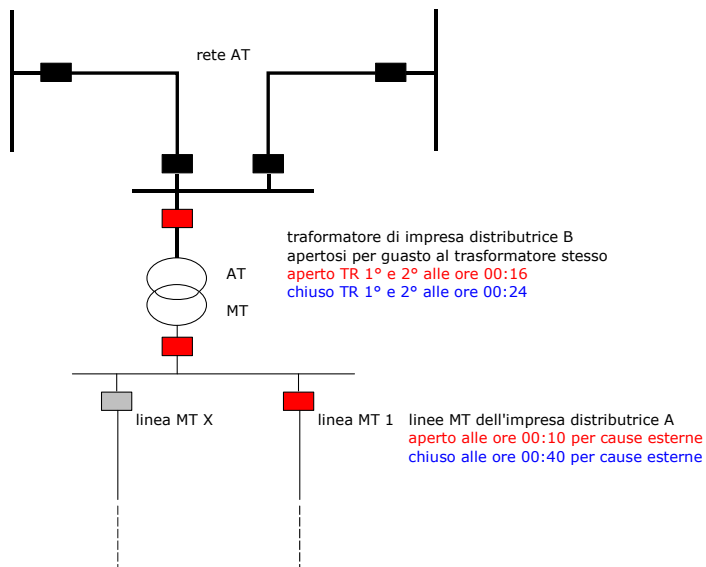 rete AT
traformatore di impresa distributrice B
apertosi per guasto al trasformatore stesso
aperto TR 1° e 2° alle ore 00:16
chiuso TR 1° e 2° alle ore 00:24
AT
MT
linea MT X
linea MT 1
linee MT dell'impresa distributrice A
aperto alle ore 00:10 per cause esterne
chiuso alle ore 00:40 per cause esterne